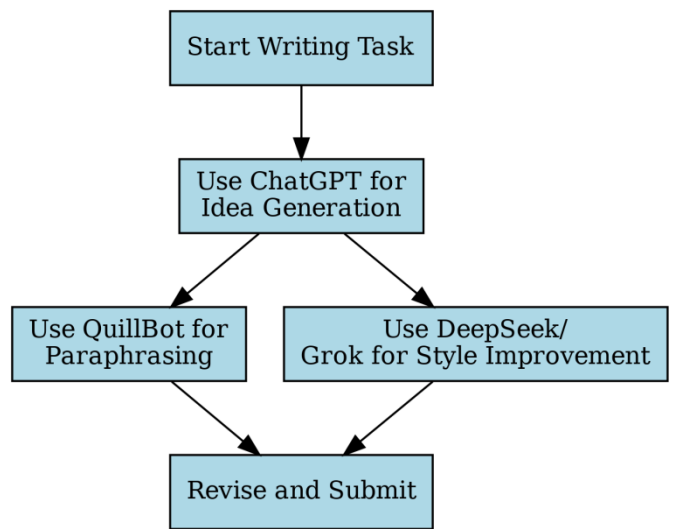 Start Writing Task
Use ChatGPT for
Idea Generation
Use QuillBot for
Paraphrasing
Use DeepSeek/
Grok for Style Improvement
Revise and Submit